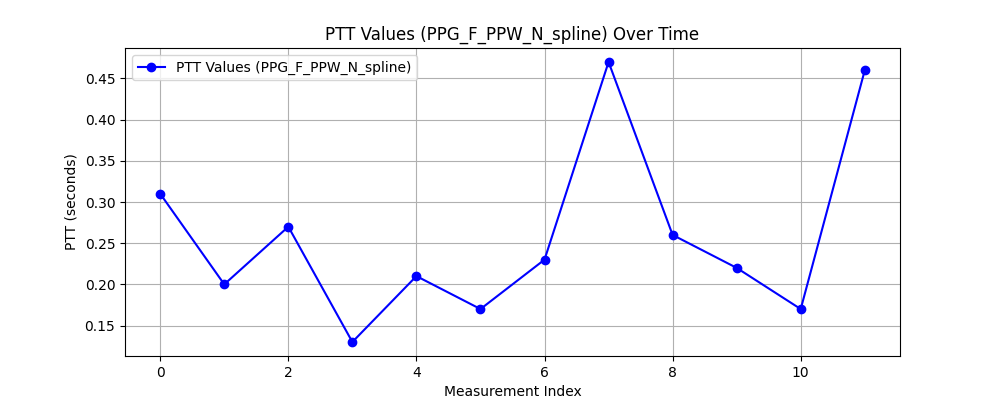 PTT Values (PPG_F_PPW_N_spline) Over Time
PTT Values (PPG_F_PPW_N_spline)
PTT (seconds)
0.45
0.40
0.35
0.30
0.25
0.20
0.15
0 2 4 6 8 10
Measurement Index